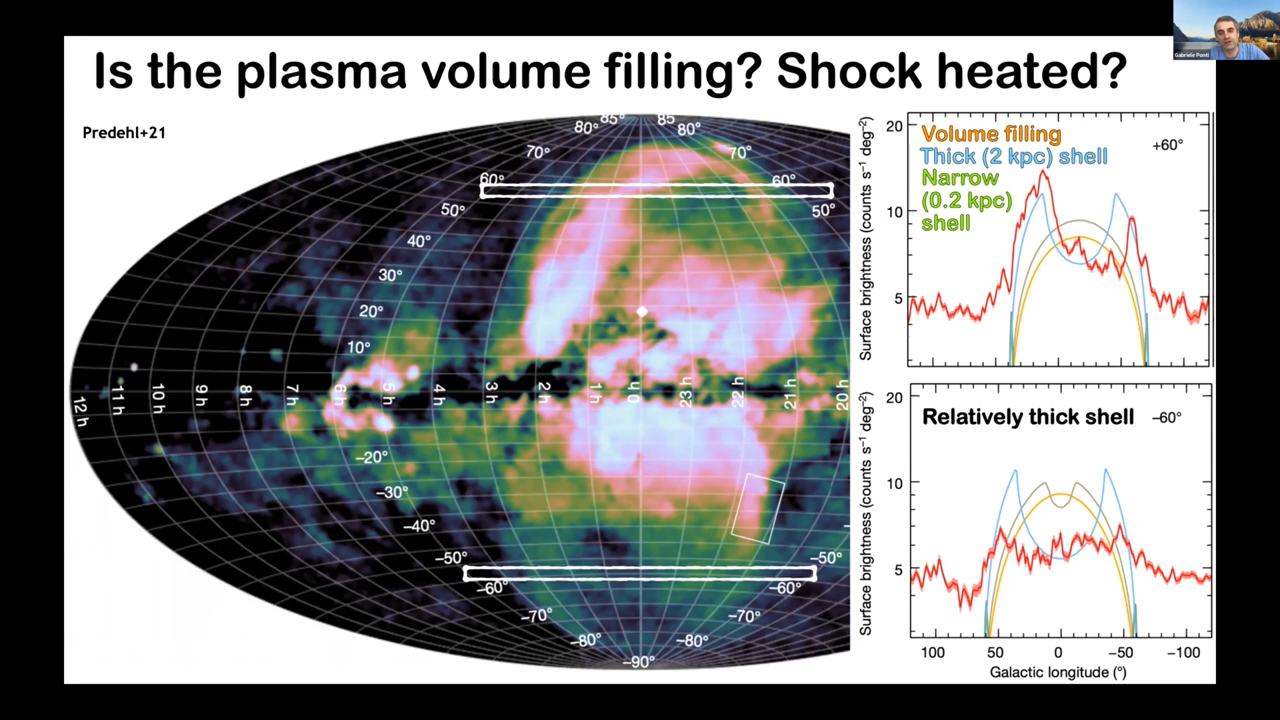 Is the plasma volume filling? Shock heated?
Gabriele Ponti
Predehl+21
85° 85
80° 80°
70° 70°
60° 60°
50° 50°
40°
30°
20°
10°
12 h 11 h 10 h 9 h 8 h 7 h 6 h 5 h 4 h 3 h 2 h 1 h 0 h 23 h 22 h 21 h 20 h
−20°
−30°
−40°
−50° −50°
−60° −60°
−70° −70°
−80° −80°
−90°
Surface brightness (counts s⁻¹ deg⁻²)
20
10
5
Volume filling
Thick (2 kpc) shell
Narrow
(0.2 kpc)
shell
+60°
Surface brightness (counts s⁻¹ deg⁻²)
20
10
5
Relatively thick shell
−60°
100 50 0 −50 −100
Galactic longitude (°)